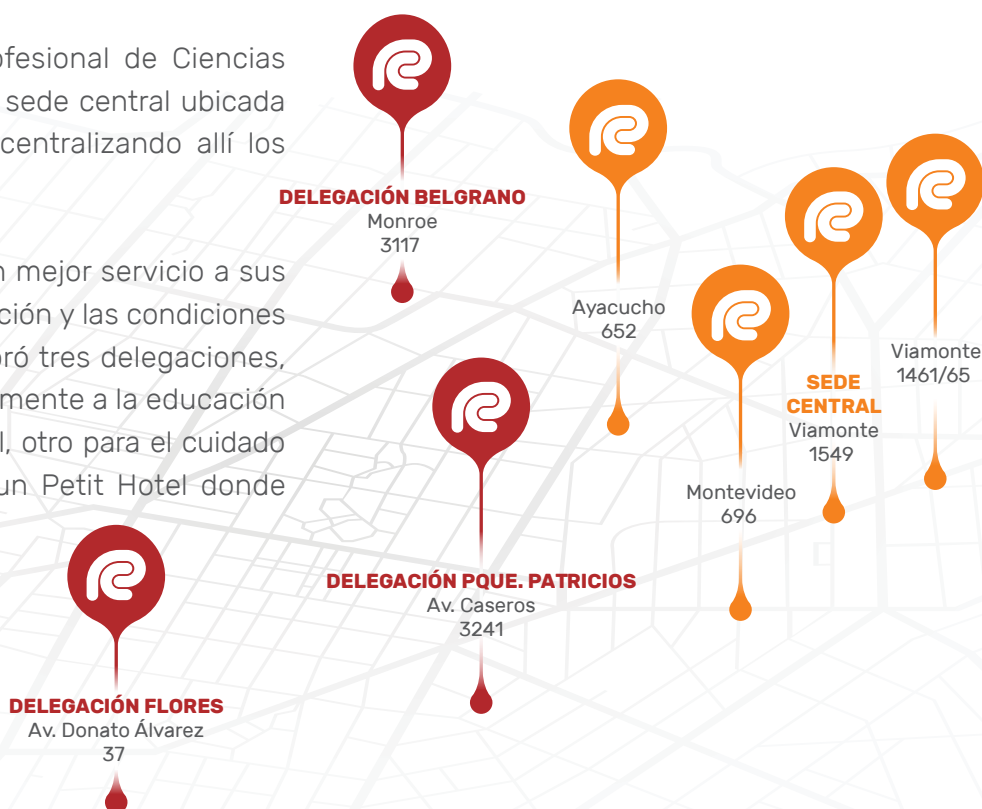 ofesional de Ciencias
sede central ubicada
centralizando allí los
n mejor servicio a sus
ción y las condiciones
oró tres delegaciones,
mente a la educación
l, otro para el cuidado
un Petit Hotel donde
DELEGACIÓN BELGRANO
Monroe
3117
Ayacucho
652
Viamonte
1461/65
SEDE
CENTRAL
Viamonte
1549
Montevideo
696
DELEGACIÓN PQUE. PATRICIOS
Av. Caseros
3241
DELEGACIÓN FLORES
Av. Donato Álvarez
37